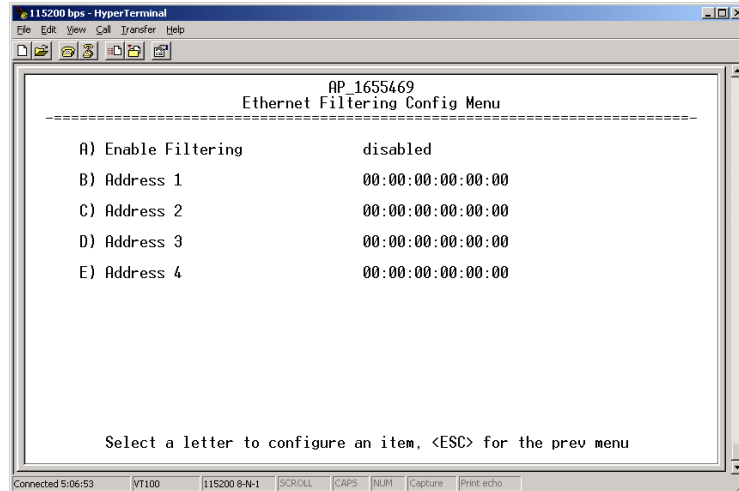 115200 bps - HyperTerminal
File Edit View Call Transfer Help
AP_1655469
Ethernet Filtering Config Menu
-==========================================================================-
A) Enable Filtering disabled
B) Address 1 00:00:00:00:00:00
C) Address 2 00:00:00:00:00:00
D) Address 3 00:00:00:00:00:00
E) Address 4 00:00:00:00:00:00
Select a letter to configure an item, <ESC> for the prev menu
Connected 5:06:53 VT100 115200 8-N-1 SCROLL CAPS NUM Capture Print echo